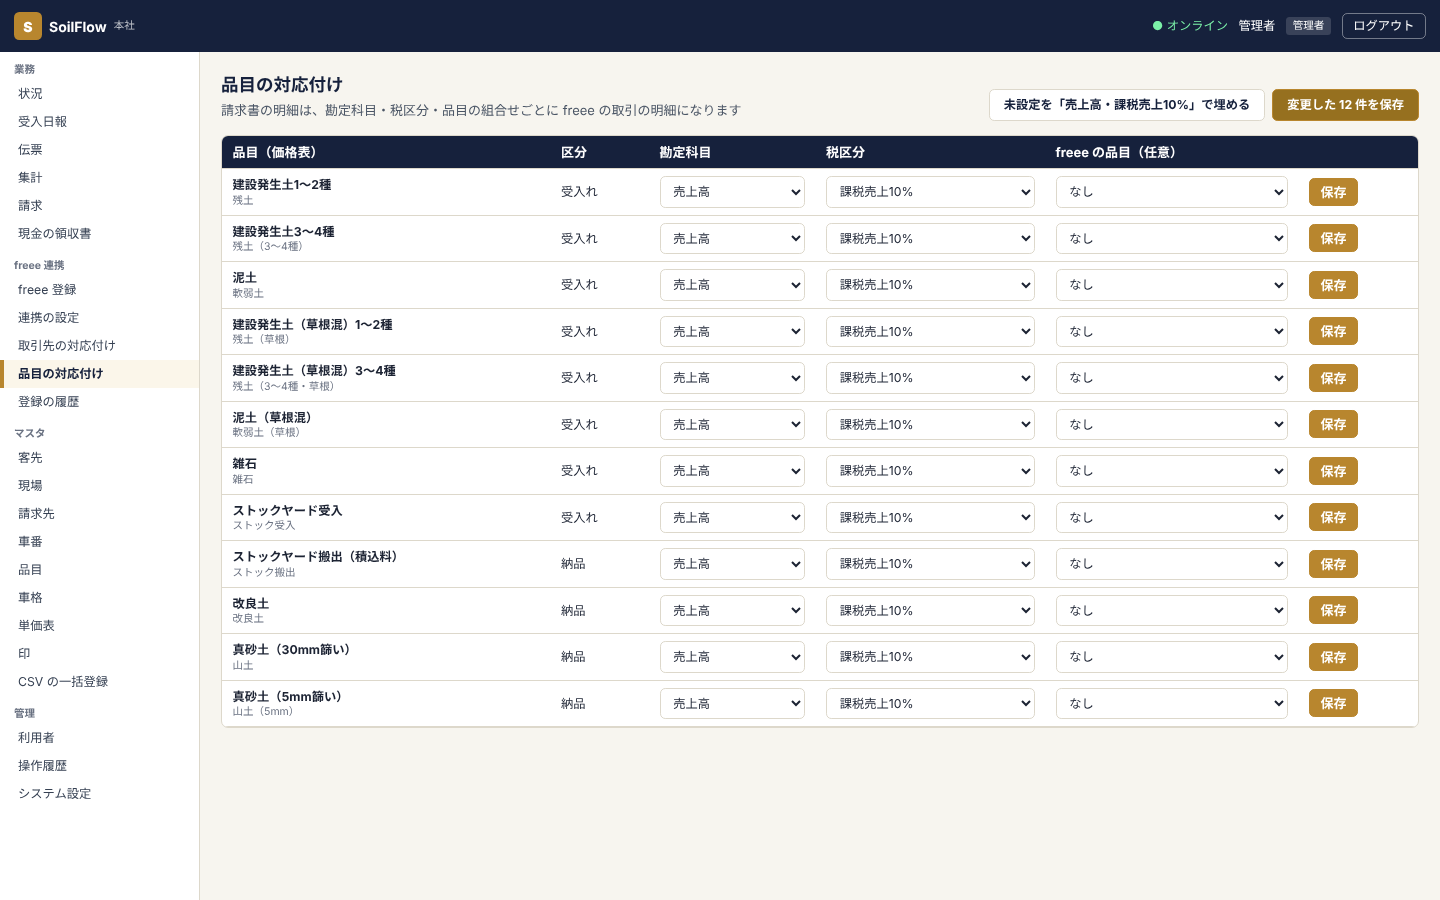 S SoilFlow 本社
オンライン 管理者 管理者 ログアウト
業務
状況
受入日報
伝票
集計
請求
現金の領収書
freee 連携
freee 登録
連携の設定
取引先の対応付け
品目の対応付け
登録の履歴
マスタ
客先
現場
請求先
車番
品目
車格
単価表
印
CSV の一括登録
管理
利用者
操作履歴
システム設定
品目の対応付け
請求書の明細は、勘定科目・税区分・品目の組合せごとに freee の取引の明細になります
未設定を「売上高・課税売上10%」で埋める 変更した 12 件を保存
品目（価格表） 区分 勘定科目 税区分 freee の品目（任意）
建設発生土1〜2種
残土
受入れ 売上高 課税売上10% なし 保存
建設発生土3〜4種
残土（3〜4種）
受入れ 売上高 課税売上10% なし 保存
泥土
軟弱土
受入れ 売上高 課税売上10% なし 保存
建設発生土（草根混）1〜2種
残土（草根）
受入れ 売上高 課税売上10% なし 保存
建設発生土（草根混）3〜4種
残土（3〜4種・草根）
受入れ 売上高 課税売上10% なし 保存
泥土（草根混）
軟弱土（草根）
受入れ 売上高 課税売上10% なし 保存
雑石
雑石
受入れ 売上高 課税売上10% なし 保存
ストックヤード受入
ストック受入
受入れ 売上高 課税売上10% なし 保存
ストックヤード搬出（積込料）
ストック搬出
納品 売上高 課税売上10% なし 保存
改良土
改良土
納品 売上高 課税売上10% なし 保存
真砂土（30mm篩い）
山土
納品 売上高 課税売上10% なし 保存
真砂土（5mm篩い）
山土（5mm）
納品 売上高 課税売上10% なし 保存